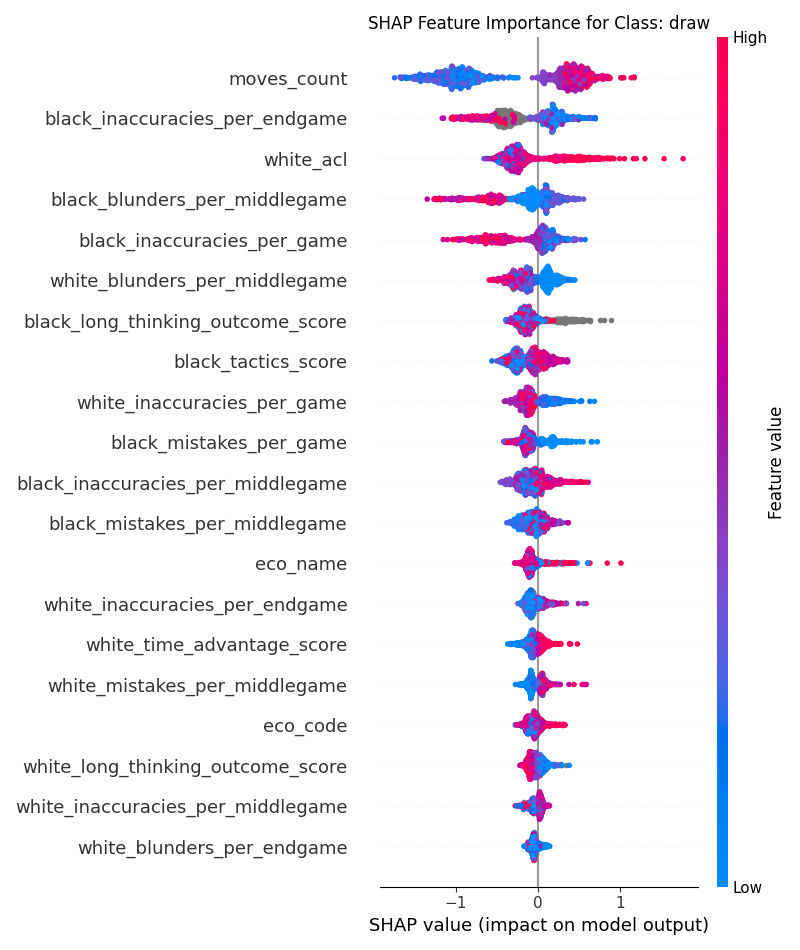 SHAP Feature Importance for Class: draw
High
moves_count
black_inaccuracies_per_endgame
white_acl
black_blunders_per_middlegame
black_inaccuracies_per_game
white_blunders_per_middlegame
black_long_thinking_outcome_score
black_tactics_score
white_inaccuracies_per_game
black_mistakes_per_game
black_inaccuracies_per_middlegame
black_mistakes_per_middlegame
eco_name
white_inaccuracies_per_endgame
white_time_advantage_score
white_mistakes_per_middlegame
eco_code
white_long_thinking_outcome_score
white_inaccuracies_per_middlegame
white_blunders_per_endgame
Feature value
Low
−1 0 1
SHAP value (impact on model output)